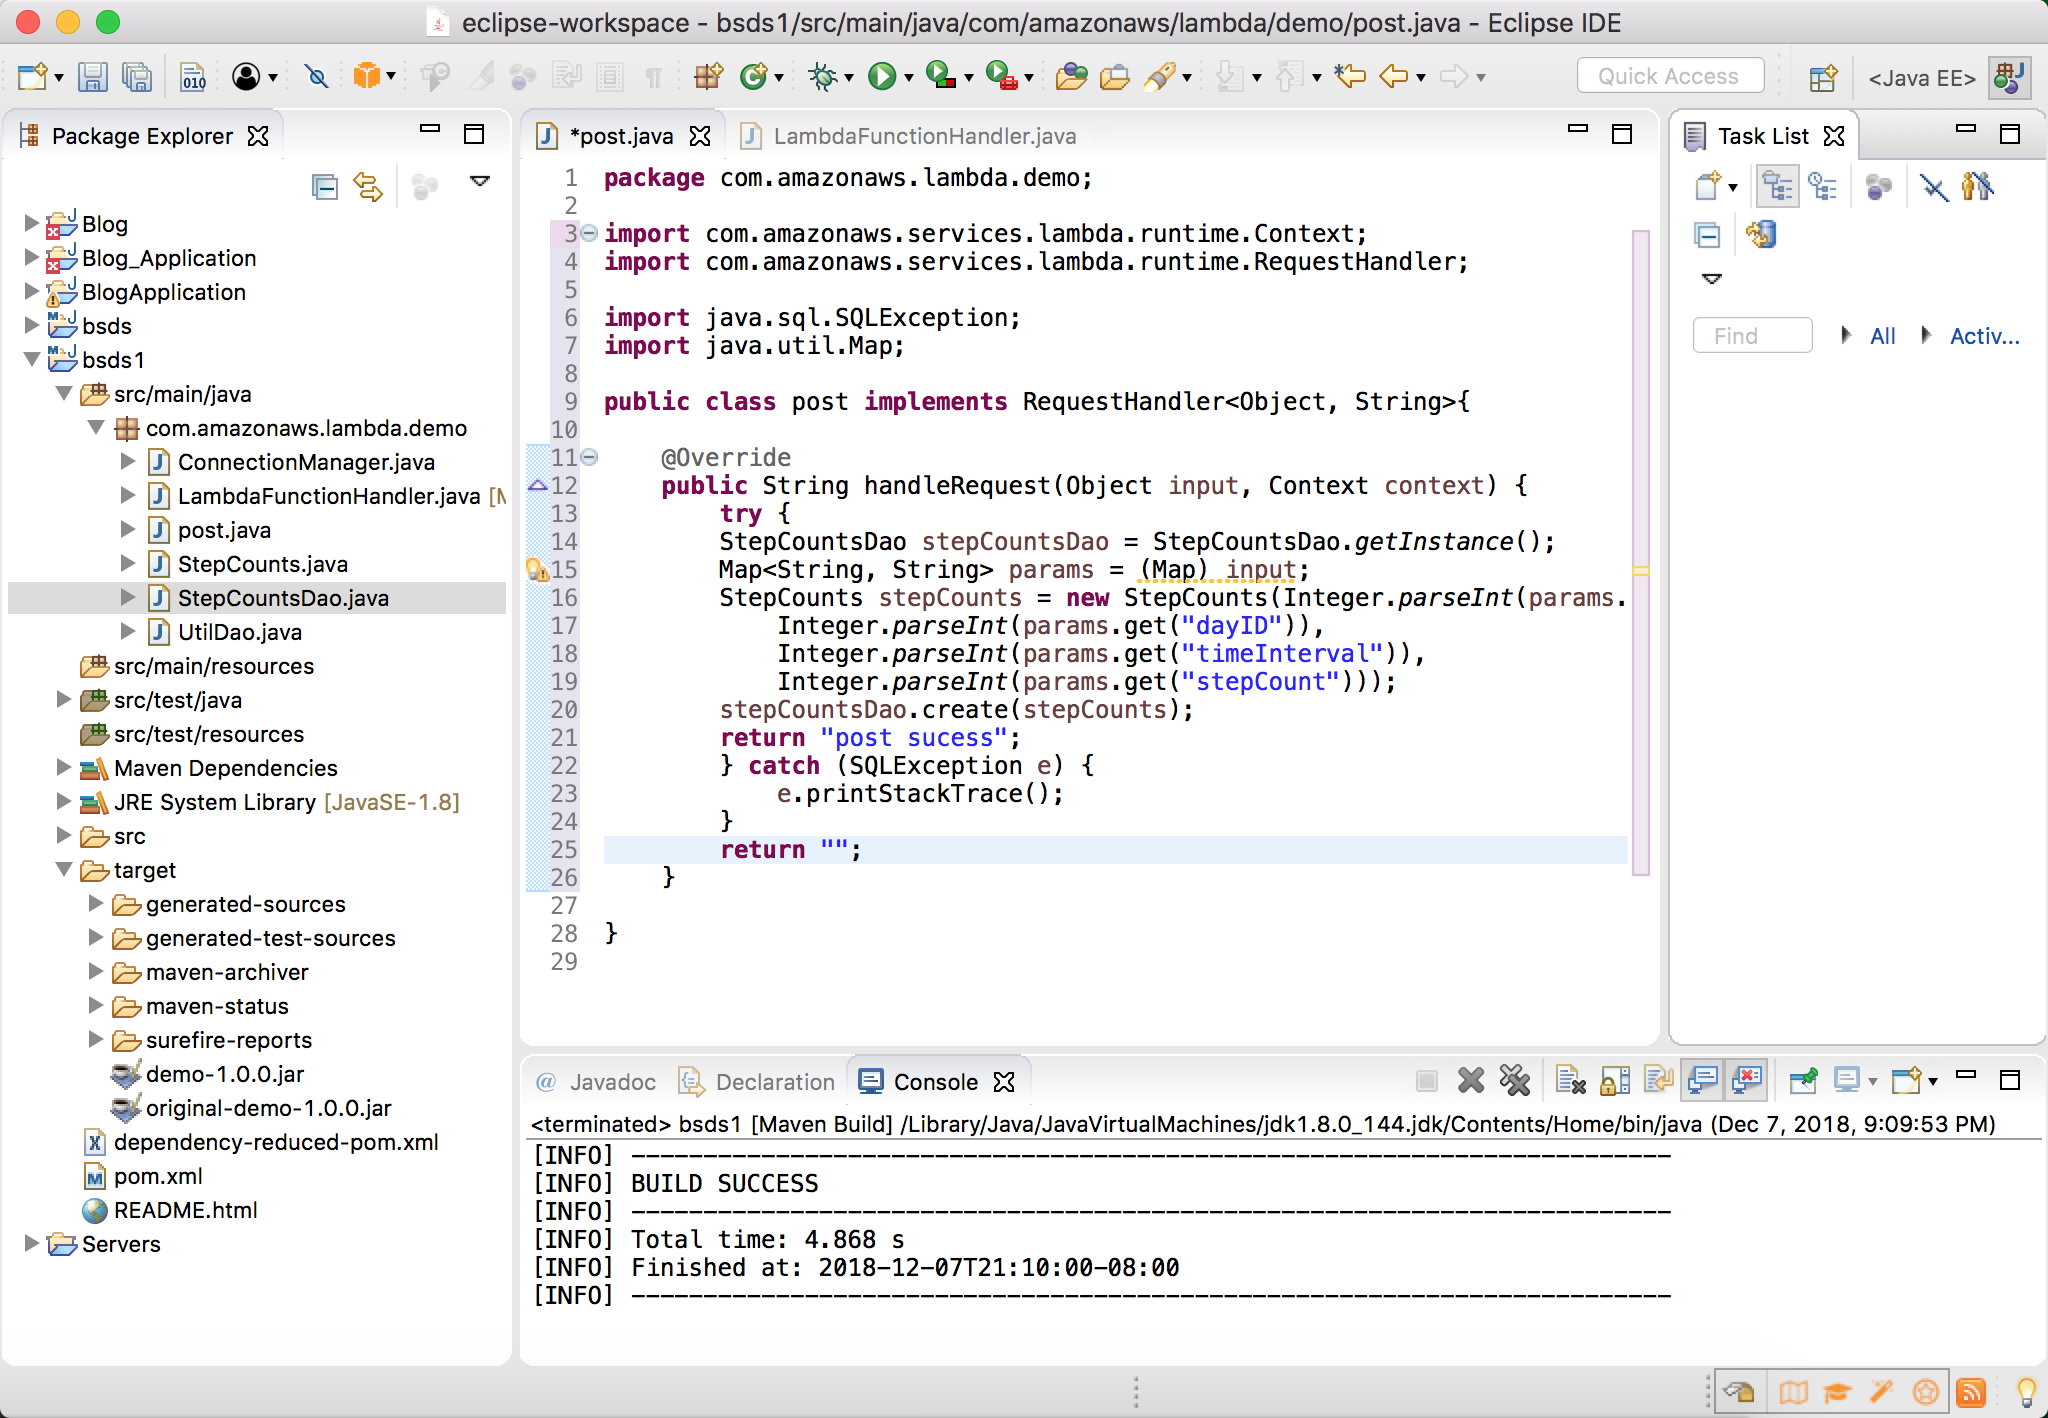 eclipse-workspace - bsds1/src/main/java/com/amazonaws/lambda/demo/post.java - Eclipse IDE
Quick Access
<Java EE>
Package Explorer
Blog
Blog_Application
BlogApplication
bsds
bsds1
src/main/java
com.amazonaws.lambda.demo
ConnectionManager.java
LambdaFunctionHandler.java
post.java
StepCounts.java
StepCountsDao.java
UtilDao.java
src/main/resources
src/test/java
src/test/resources
Maven Dependencies
JRE System Library [JavaSE-1.8]
src
target
generated-sources
generated-test-sources
maven-archiver
maven-status
surefire-reports
demo-1.0.0.jar
original-demo-1.0.0.jar
dependency-reduced-pom.xml
pom.xml
README.html
Servers
*post.java LambdaFunctionHandler.java
1 package com.amazonaws.lambda.demo;
2
3 import com.amazonaws.services.lambda.runtime.Context;
4 import com.amazonaws.services.lambda.runtime.RequestHandler;
5
6 import java.sql.SQLException;
7 import java.util.Map;
8
9 public class post implements RequestHandler<Object, String>{
10
11 @Override
12 public String handleRequest(Object input, Context context) {
13 try {
14 StepCountsDao stepCountsDao = StepCountsDao.getInstance();
15 Map<String, String> params = (Map) input;
16 StepCounts stepCounts = new StepCounts(Integer.parseInt(params.
17 Integer.parseInt(params.get("dayID")),
18 Integer.parseInt(params.get("timeInterval")),
19 Integer.parseInt(params.get("stepCount")));
20 stepCountsDao.create(stepCounts);
21 return "post sucess";
22 } catch (SQLException e) {
23 e.printStackTrace();
24 }
25 return "";
26 }
27
28 }
29
Task List
Find All Activ...
@ Javadoc Declaration Console
<terminated> bsds1 [Maven Build] /Library/Java/JavaVirtualMachines/jdk1.8.0_144.jdk/Contents/Home/bin/java (Dec 7, 2018, 9:09:53 PM)
[INFO] ------------------------------------------------------------------------
[INFO] BUILD SUCCESS
[INFO] ------------------------------------------------------------------------
[INFO] Total time: 4.868 s
[INFO] Finished at: 2018-12-07T21:10:00-08:00
[INFO] ------------------------------------------------------------------------